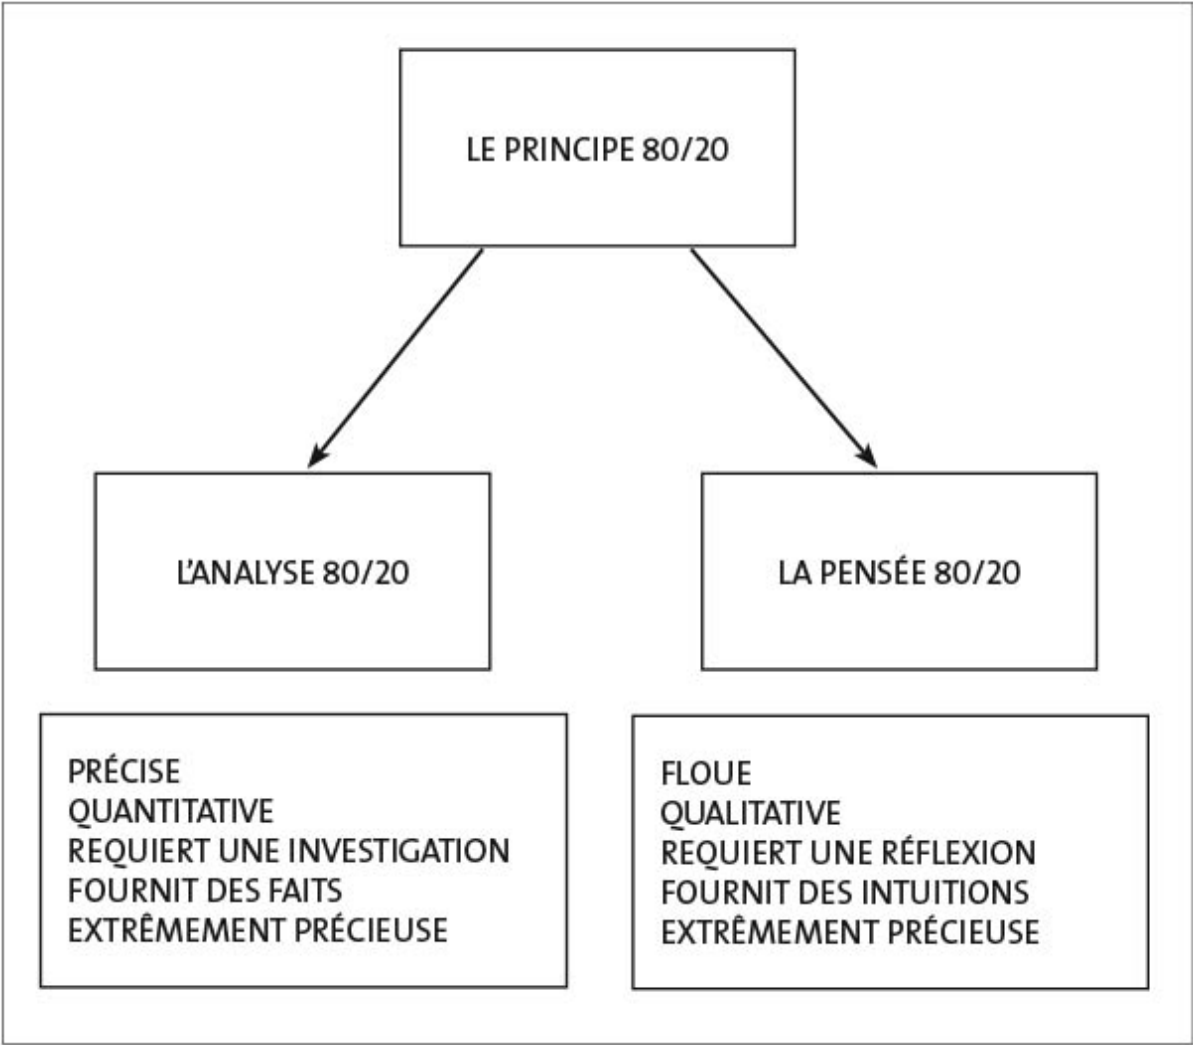 LE PRINCIPE 80/20
L'ANALYSE 80/20
LA PENSÉE 80/20
PRÉCISE
QUANTITATIVE
REQUIERT UNE INVESTIGATION
FOURNIT DES FAITS
EXTRÊMEMENT PRÉCIEUSE
FLOUE
QUALITATIVE
REQUIERT UNE RÉFLEXION
FOURNIT DES INTUITIONS
EXTRÊMEMENT PRÉCIEUSE